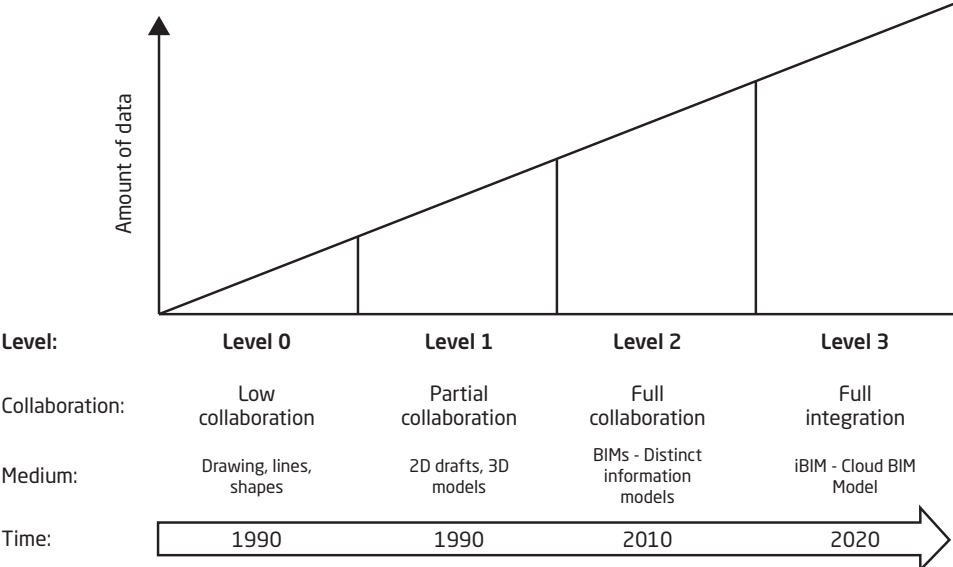 Amount of data
Level:
Level 0
Level 1
Level 2
Level 3
Collaboration:
Low
collaboration
Partial
collaboration
Full
collaboration
Full
integration
Medium:
Drawing, lines,
shapes
2D drafts, 3D
models
BIMs - Distinct
information
models
iBIM - Cloud BIM
Model
Time:
1990
1990
2010
2020